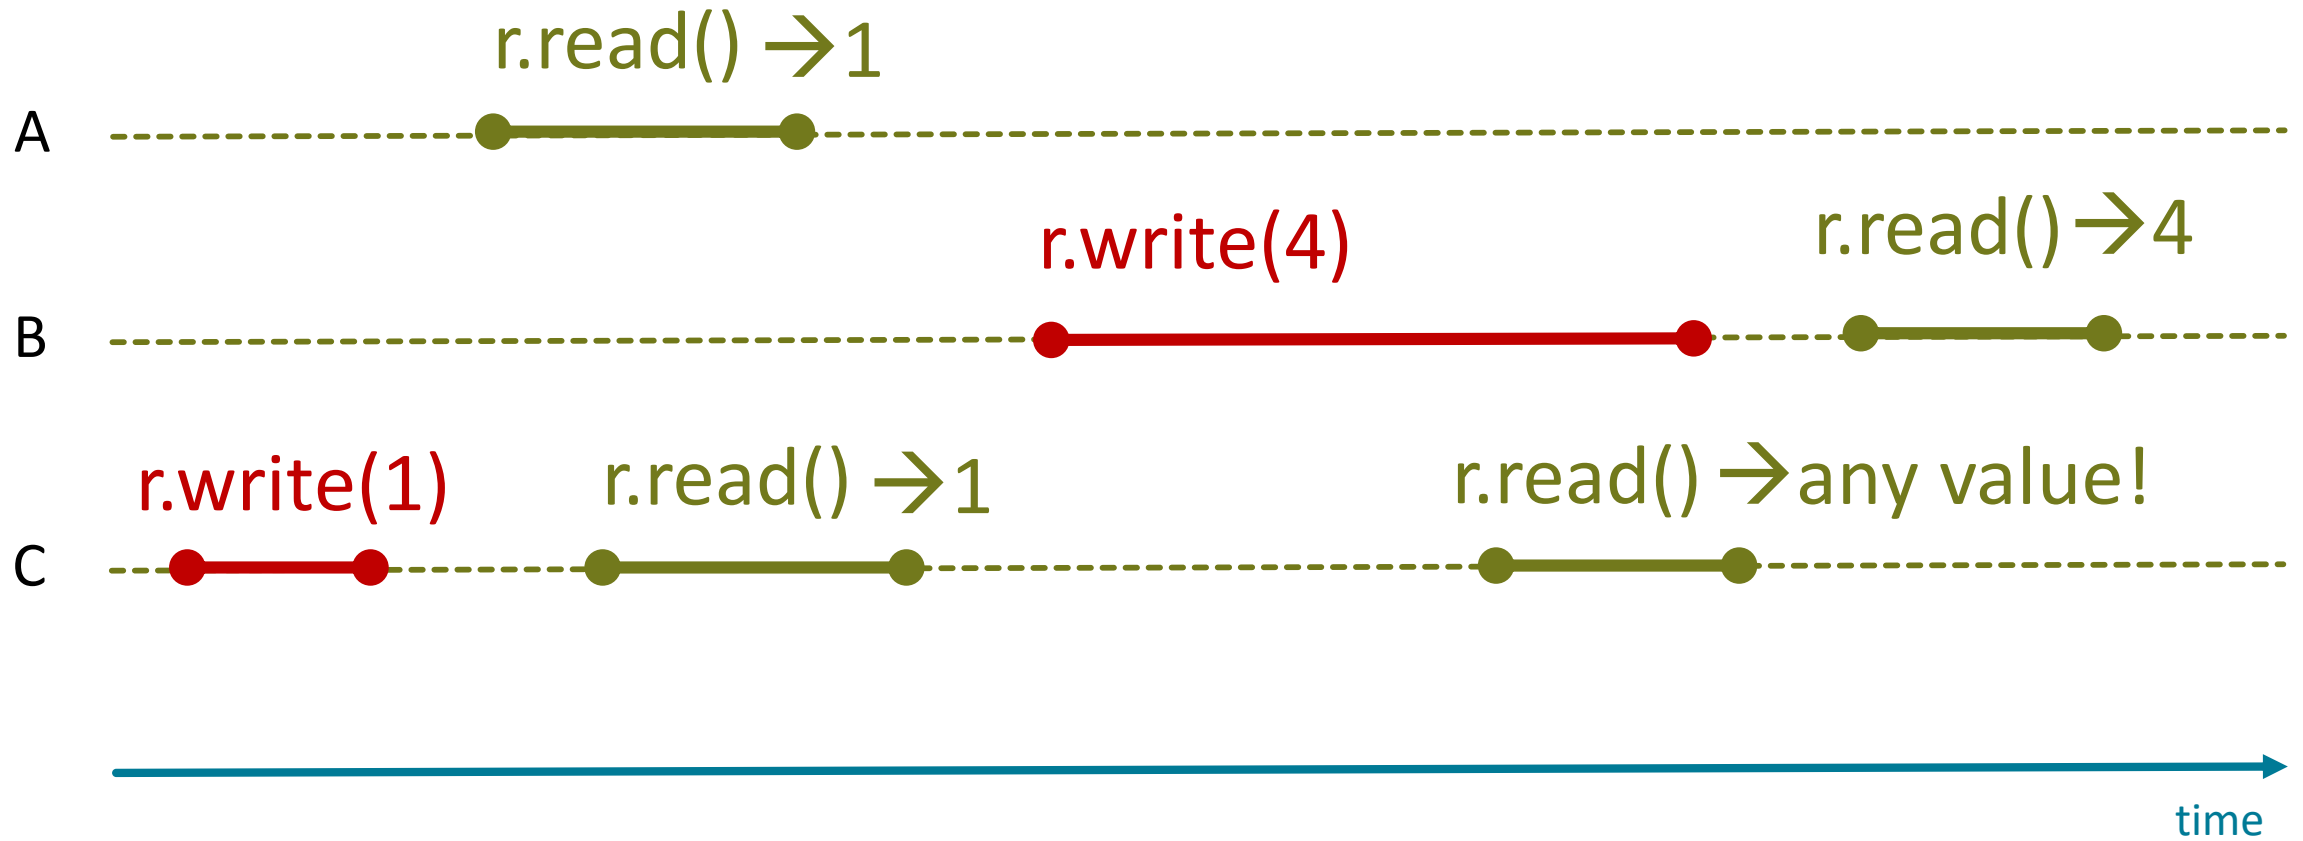 r.read() →1
A
r.write(4)
r.read()→4
B
r.write(1)
r.read() →1
r.read() →any value!
C
time